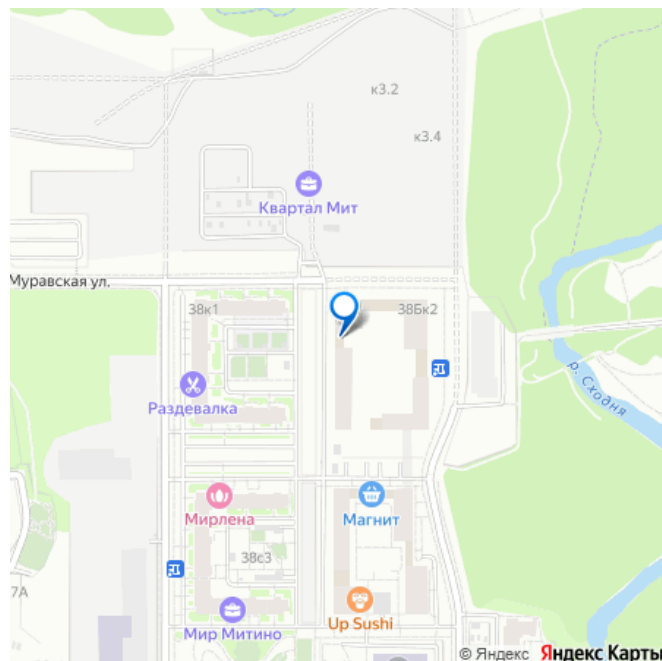 к3.2
к3.4
Квартал Мит
Муравская ул.
38к1
38Бк2
Раздевалка
р. Сходня
Мирлена
Магнит
38с3
7А
Up Sushi
Мир Митино
© Яндекс Яндекс Карты